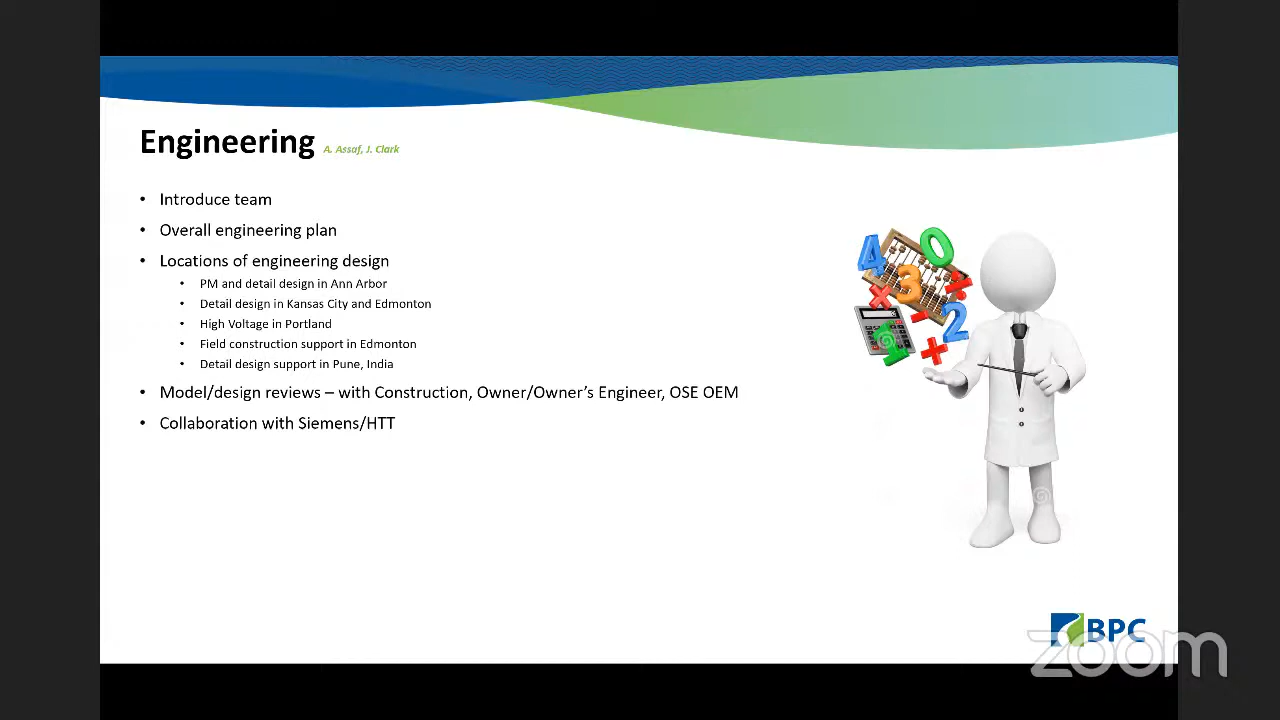 Engineering A. Assaf, J. Clark
• Introduce team
• Overall engineering plan
• Locations of engineering design
• PM and detail design in Ann Arbor
• Detail design in Kansas City and Edmonton
• High Voltage in Portland
• Field construction support in Edmonton
• Detail design support in Pune, India
• Model/design reviews – with Construction, Owner/Owner’s Engineer, OSE OEM
• Collaboration with Siemens/HTT
4 0
3
2
1
BPC
zoom